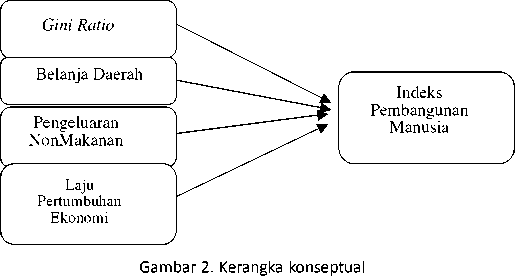 Gini Ratio
Belanja Daerah
Pengeluaran
NonMakanan
Laju
Pertumbuhan
Ekonomi
Indeks
Pembangunan
Manusia
Gambar 2. Kerangka konseptual